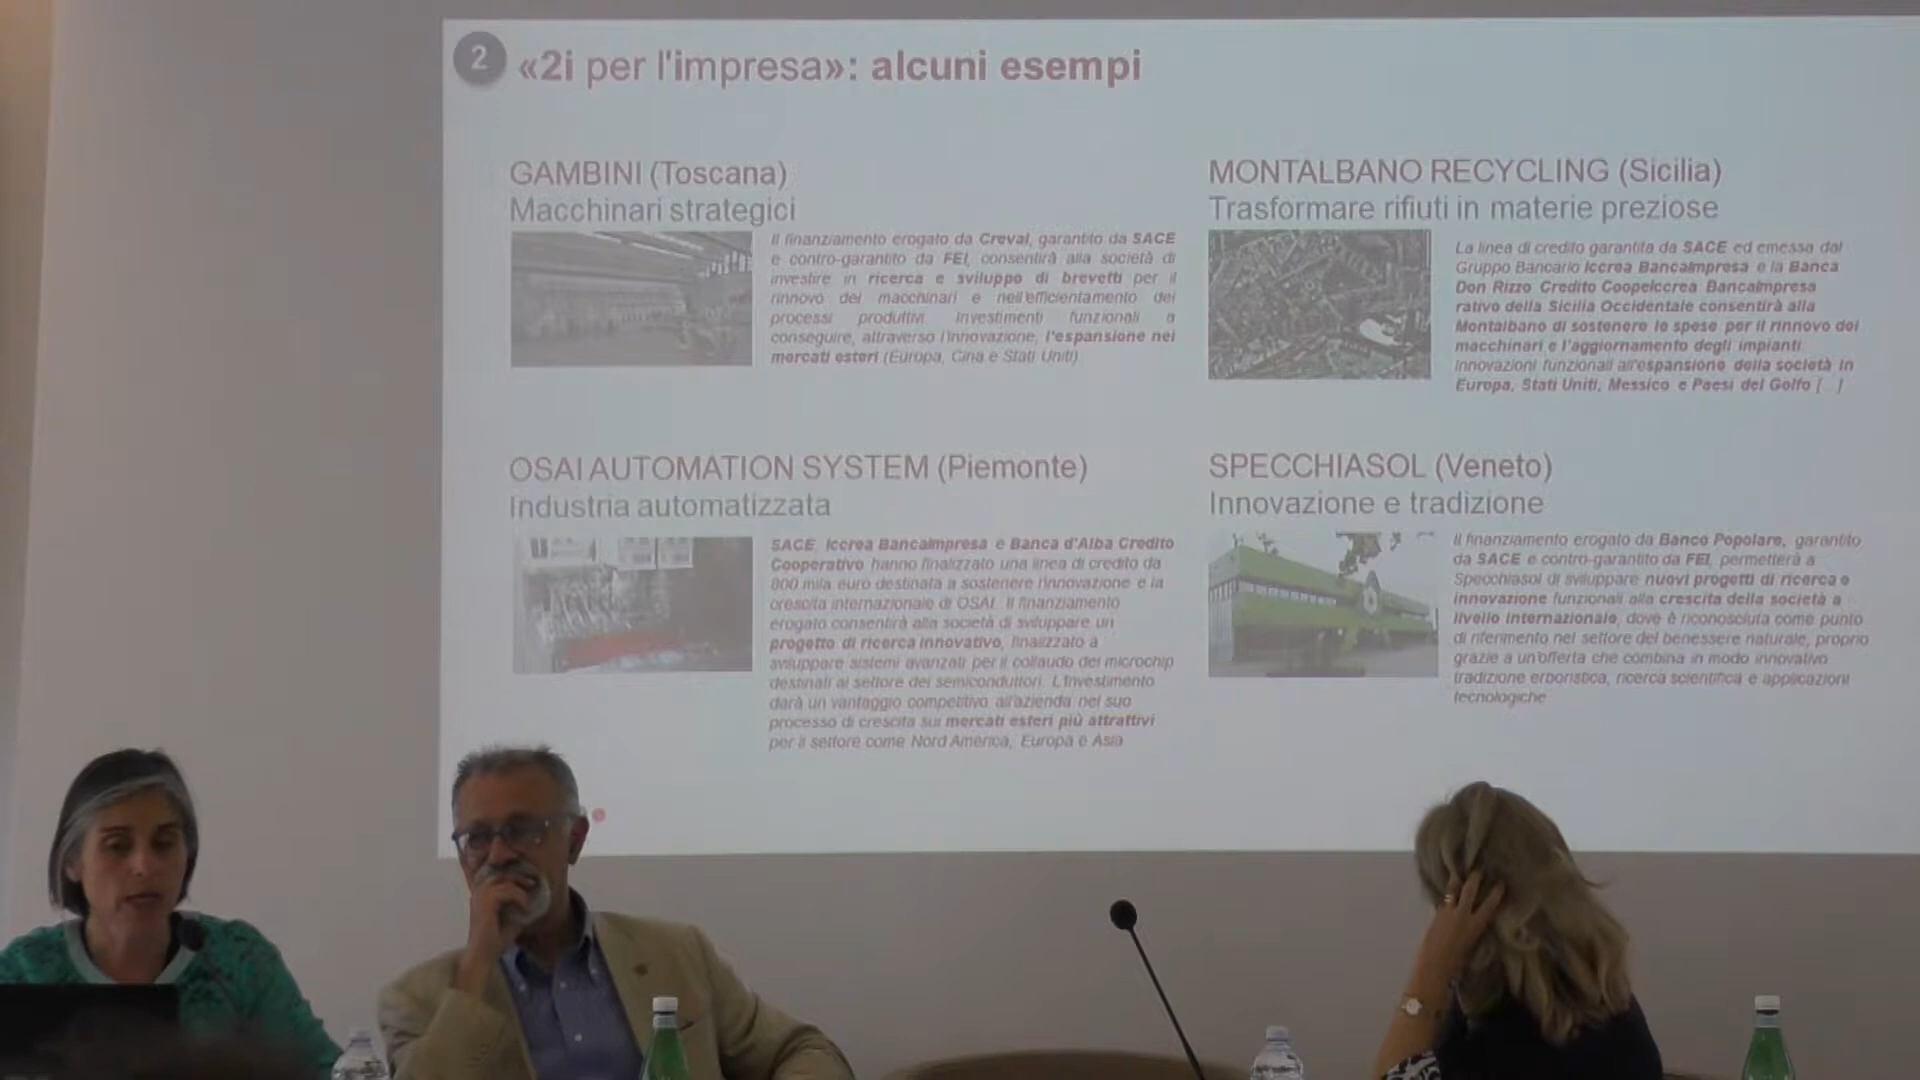 2
«2i per l'impresa»: alcuni esempi
GAMBINI (Toscana)
Macchinari strategici
Il finanziamento erogato da Creval, garantito da SACE
e contro-garantito da FEI, consentirà alla società di
investire in ricerca e sviluppo di brevetti per il
rinnovo dei macchinari e nell'efficientamento dei
processi produttivi. Investimenti funzionali a
conseguire, attraverso l'innovazione, l'espansione nei
mercati esteri (Europa, Cina e Stati Uniti)
MONTALBANO RECYCLING (Sicilia)
Trasformare rifiuti in materie preziose
La linea di credito garantita da SACE ed emessa dal
Gruppo Bancario Iccrea BancaImpresa e la Banca
Don Rizzo Credito CoopeIccrea BancaImpresa
rativo della Sicilia Occidentale consentirà alla
Montalbano di sostenere le spese per il rinnovo dei
macchinari e l'aggiornamento degli impianti.
Innovazioni funzionali all'espansione della società in
Europa, Stati Uniti, Messico e Paesi del Golfo [...]
OSAI AUTOMATION SYSTEM (Piemonte)
Industria automatizzata
SACE, Iccrea BancaImpresa e Banca d'Alba Credito
Cooperativo hanno finalizzato una linea di credito da
800 mila euro destinata a sostenere l'innovazione e la
crescita internazionale di OSAI. Il finanziamento
erogato consentirà alla società di sviluppare un
progetto di ricerca innovativo, finalizzato a
sviluppare sistemi avanzati per il collaudo dei microchip
destinati al settore dei semiconduttori. L'investimento
darà un vantaggio competitivo all'azienda nel suo
processo di crescita sui mercati esteri più attrattivi
per il settore come Nord America, Europa e Asia
SPECCHIASOL (Veneto)
Innovazione e tradizione
Il finanziamento erogato da Banco Popolare, garantito
da SACE e contro-garantito da FEI, permetterà a
Specchiasol di sviluppare nuovi progetti di ricerca e
innovazione funzionali alla crescita della società a
livello internazionale, dove è riconosciuta come punto
di riferimento nel settore del benessere naturale, proprio
grazie a un'offerta che combina in modo innovativo
tradizione erboristica, ricerca scientifica e applicazioni
tecnologiche